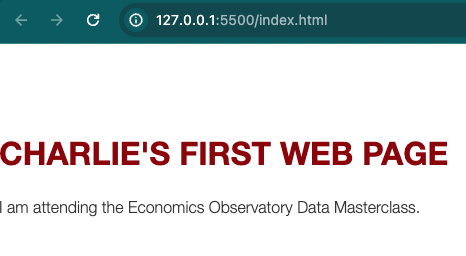 127.0.0.1:5500/index.html
CHARLIE'S FIRST WEB PAGE
I am attending the Economics Observatory Data Masterclass.